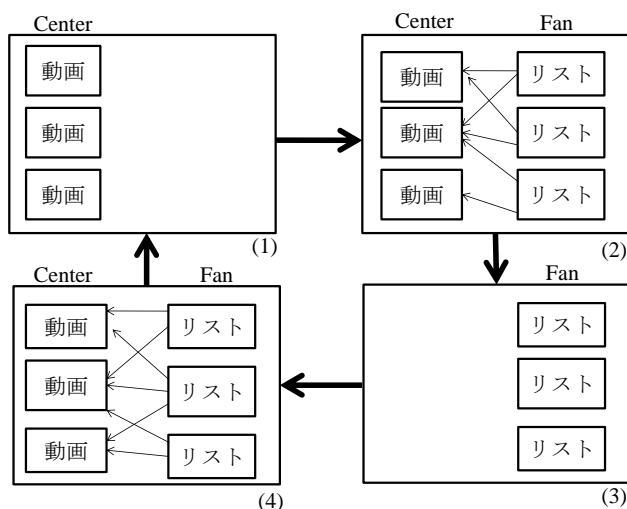 Center
動画
動画
動画
(1)
Center Fan
動画 リスト
動画 リスト
動画 リスト
(2)
Fan
リスト
リスト
リスト
(3)
Center Fan
動画 リスト
動画 リスト
動画 リスト
(4)